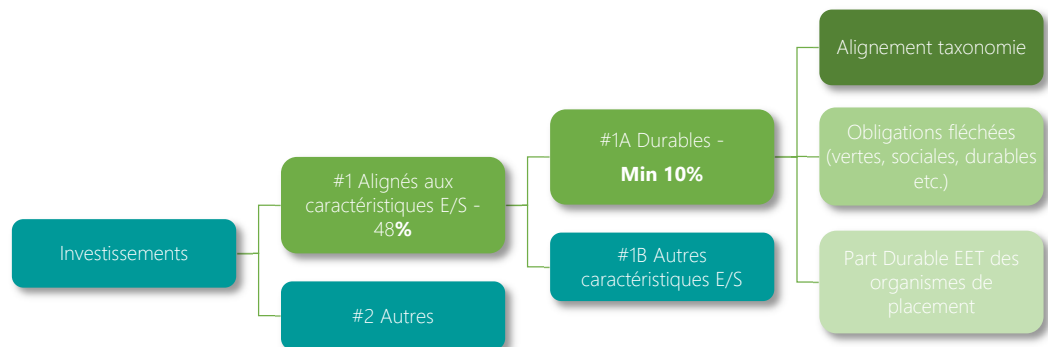 Investissements
#1 Alignés aux
caractéristiques E/S -
48%
#2 Autres
#1A Durables -
Min 10%
#1B Autres
caractéristiques E/S
Alignement taxonomie
Obligations fléchées
(vertes, sociales, durables
etc.)
Part Durable EET des
organismes de
placement